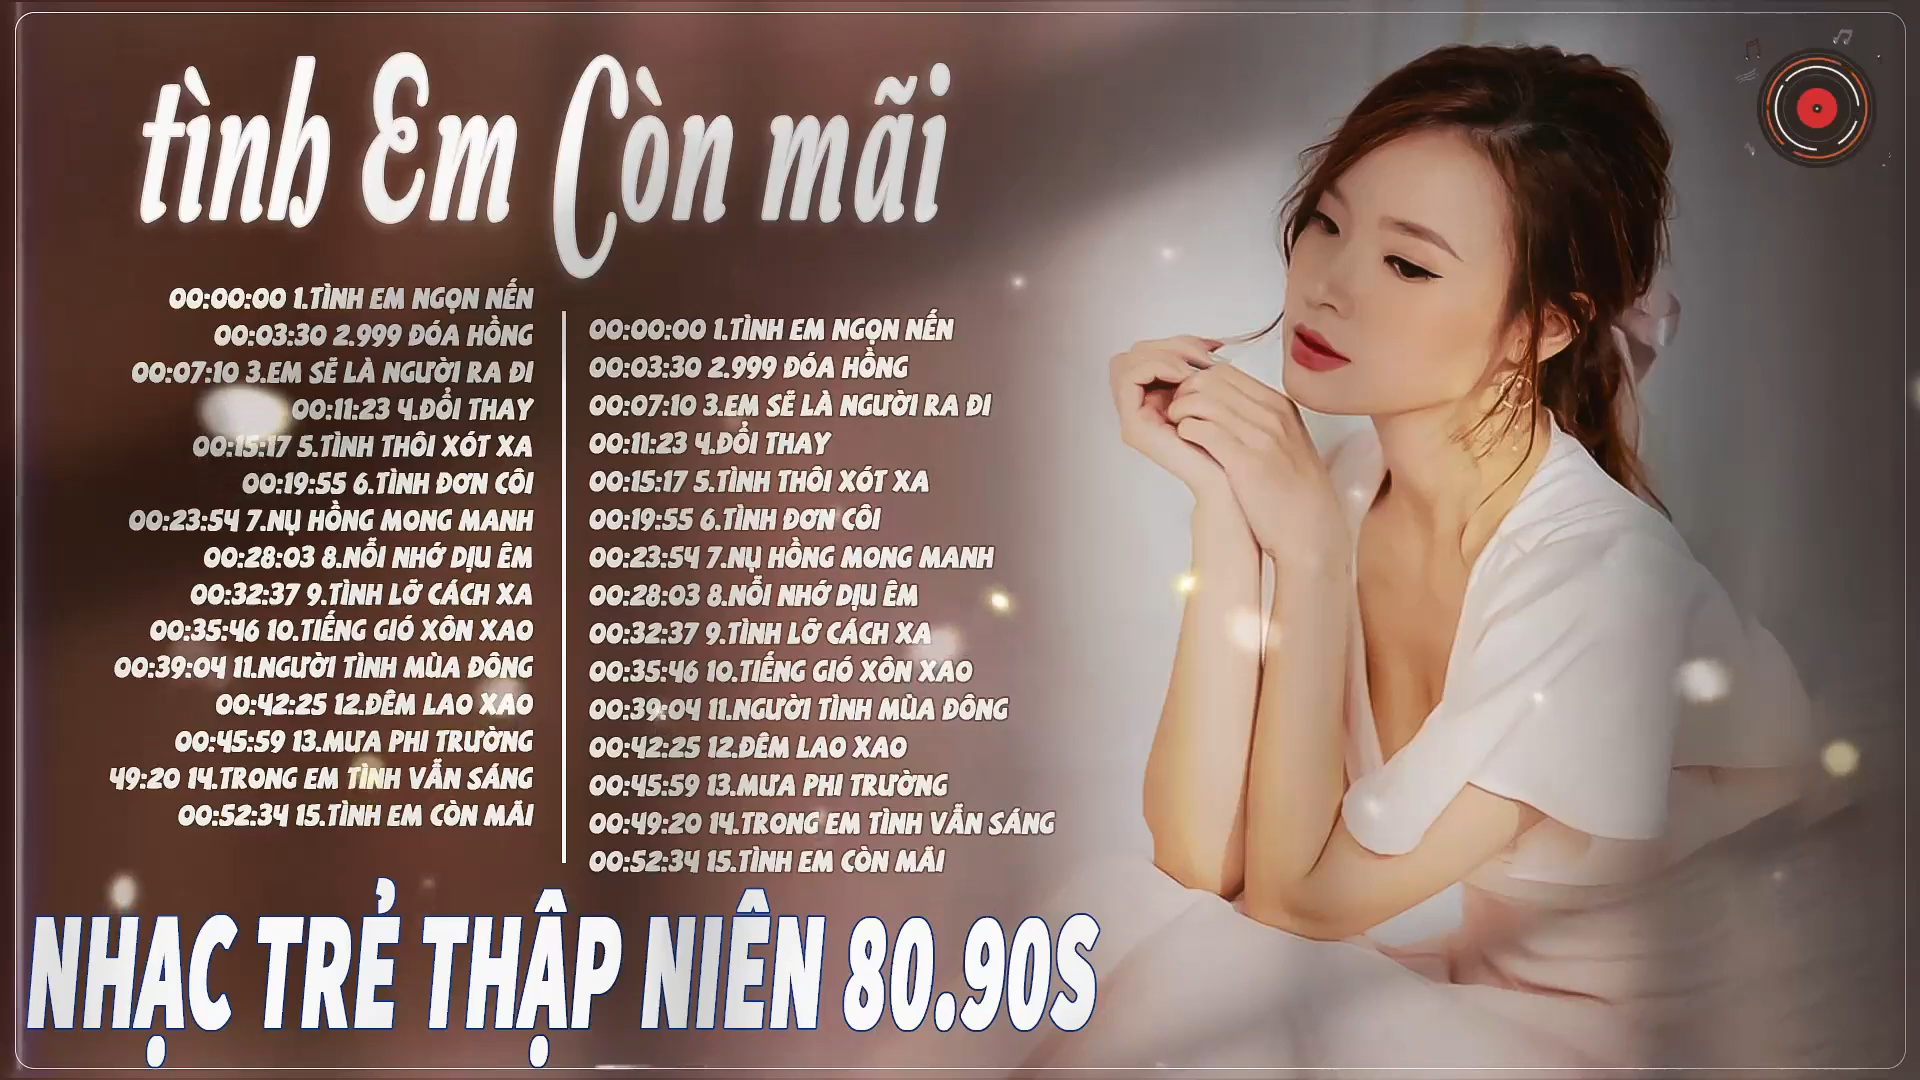 tình Em Còn mãi
00:00:00 1.TÌNH EM NGỌN NẾN
00:03:30 2.999 ĐÓA HỒNG
00:07:10 3.EM SẼ LÀ NGƯỜI RA ĐI
00:11:23 4.ĐỔI THAY
00:15:17 5.TÌNH THÔI XÓT XA
00:19:55 6.TÌNH ĐƠN CÔI
00:23:54 7.NỤ HỒNG MONG MANH
00:28:03 8.NỖI NHỚ DỊU ÊM
00:32:37 9.TÌNH LỠ CÁCH XA
00:35:46 10.TIẾNG GIÓ XÔN XAO
00:39:04 11.NGƯỜI TÌNH MÙA ĐÔNG
00:42:25 12.ĐÊM LAO XAO
00:45:59 13.MƯA PHI TRƯỜNG
49:20 14.TRONG EM TÌNH VẪN SÁNG
00:52:34 15.TÌNH EM CÒN MÃI
00:00:00 1.TÌNH EM NGỌN NẾN
00:03:30 2.999 ĐÓA HỒNG
00:07:10 3.EM SẼ LÀ NGƯỜI RA ĐI
00:11:23 4.ĐỔI THAY
00:15:17 5.TÌNH THÔI XÓT XA
00:19:55 6.TÌNH ĐƠN CÔI
00:23:54 7.NỤ HỒNG MONG MANH
00:28:03 8.NỖI NHỚ DỊU ÊM
00:32:37 9.TÌNH LỠ CÁCH XA
00:35:46 10.TIẾNG GIÓ XÔN XAO
00:39:04 11.NGƯỜI TÌNH MÙA ĐÔNG
00:42:25 12.ĐÊM LAO XAO
00:45:59 13.MƯA PHI TRƯỜNG
00:49:20 14.TRONG EM TÌNH VẪN SÁNG
00:52:34 15.TÌNH EM CÒN MÃI
NHẠC TRẺ THẬP NIÊN 80.90S